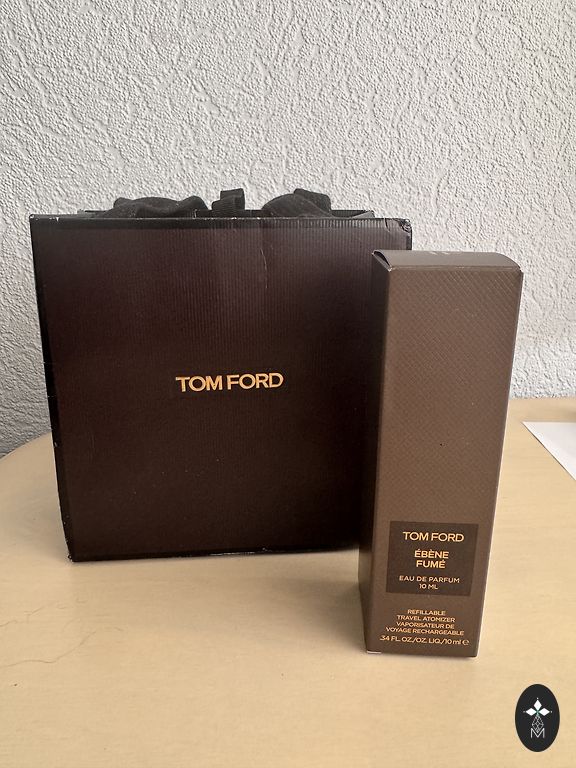 TOM FORD
TOM FORD
ÉBÈNE
FUMÉ
EAU DE PARFUM
10 ML
REFILLABLE
TRAVEL ATOMIZER
VAPORISATEUR DE
VOYAGE RECHARGEABLE
.34 FL.OZ./OZ. LIQ./10 ml ℮
M